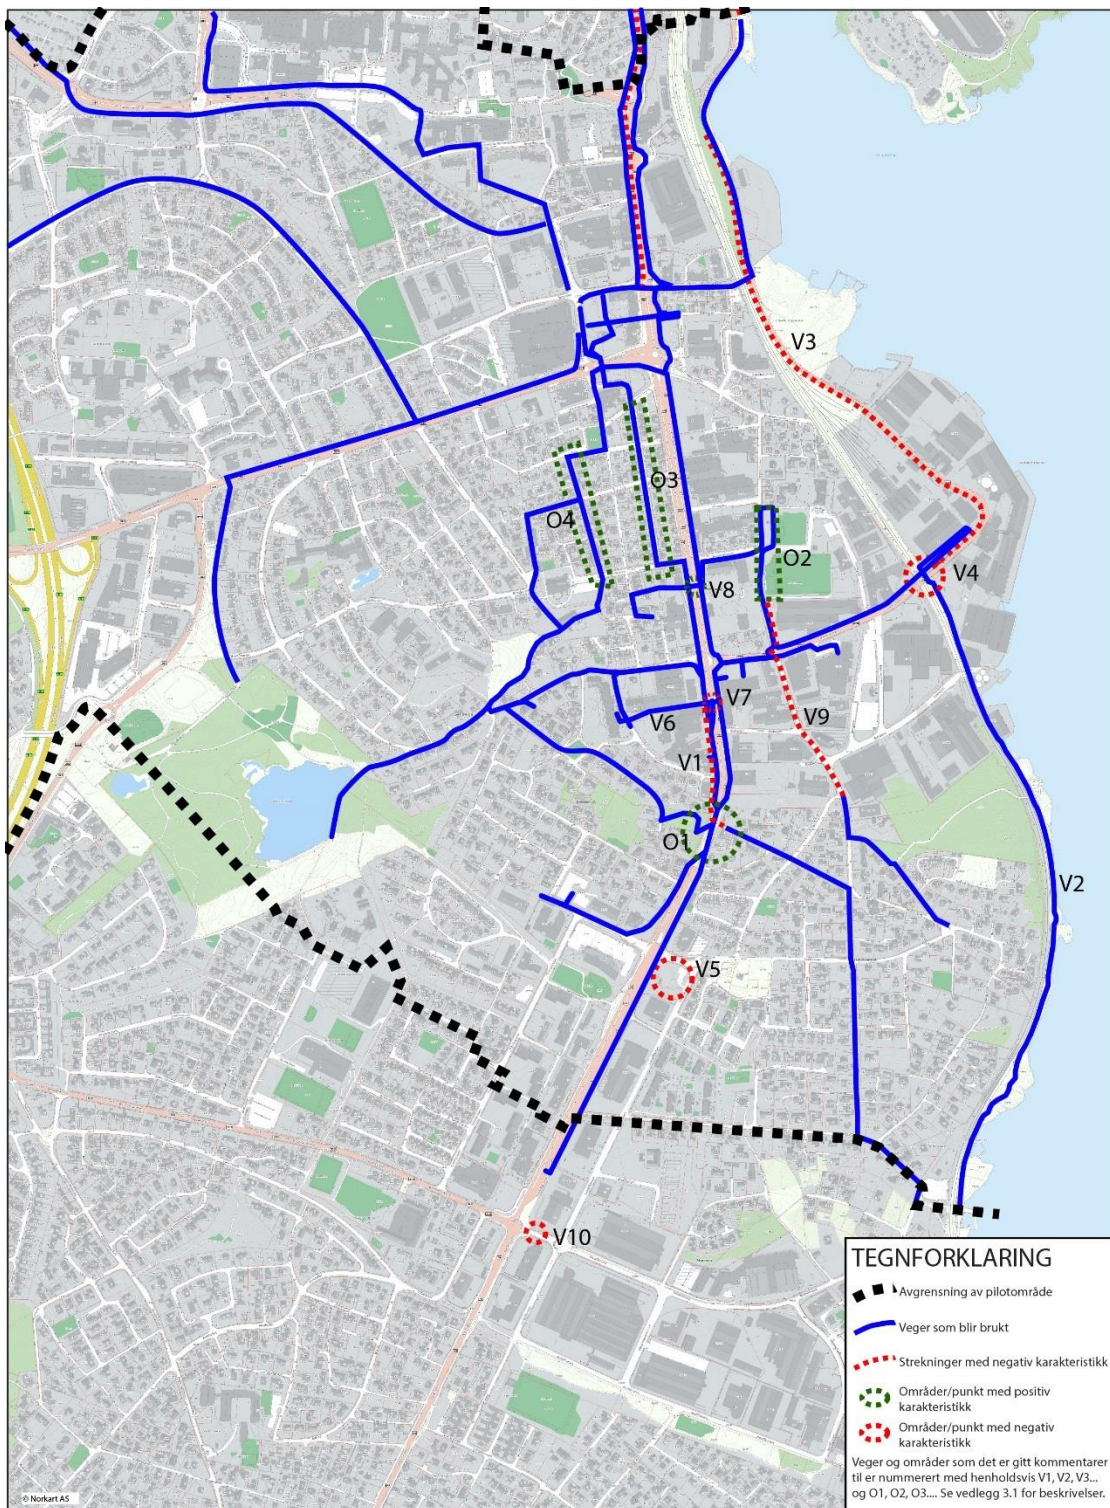 V3
O3
O4
O2
V4
V8
V7
V6
V9
V1
O1
V2
V5
V10
TEGNFORKLARING
Avgrensning av pilotområde
Veger som blir brukt
Strekninger med negativ karakteristikk
Områder/punkt med positiv
karakteristikk
Områder/punkt med negativ
karakteristikk
Veger og områder som det er gitt kommentarer
til er nummerert med henholdsvis V1, V2, V3...
og O1, O2, O3.... Se vedlegg 3.1 for beskrivelser.
© Norkart AS